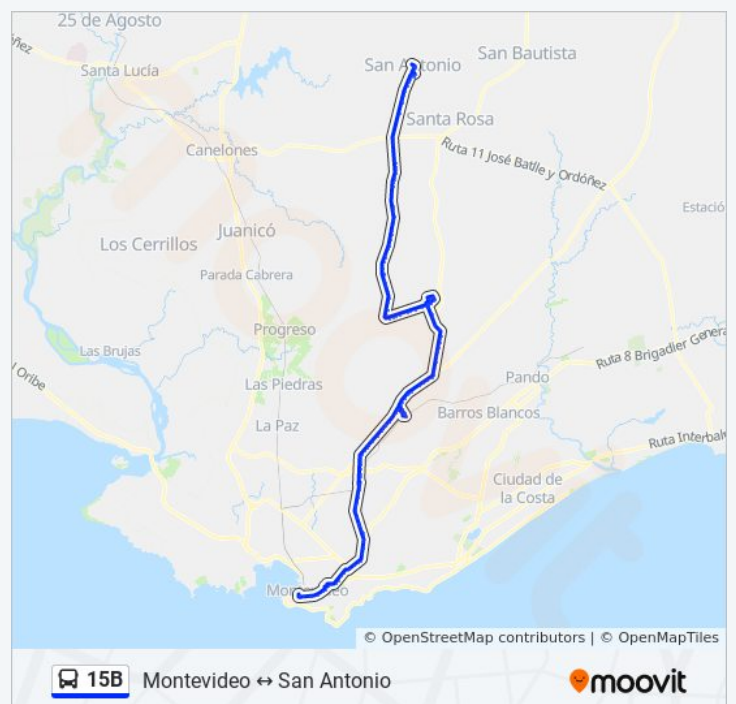 25 de Agosto
San Bautista
San Antonio
Santa Lucía
Santa Rosa
Ruta 11 José Batlle y Ordóñez
Canelones
Estació
Juanicó
Los Cerrillos
Parada Cabrera
Progreso
Las Brujas
Ruta 8 Brigadier Genera
l Oribe
Las Piedras
Pando
La Paz
Barros Blancos
Ruta Interbaln
Ciudad de
la Costa
Montevideo
© OpenStreetMap contributors | © OpenMapTiles
15B Montevideo ↔ San Antonio
moovit